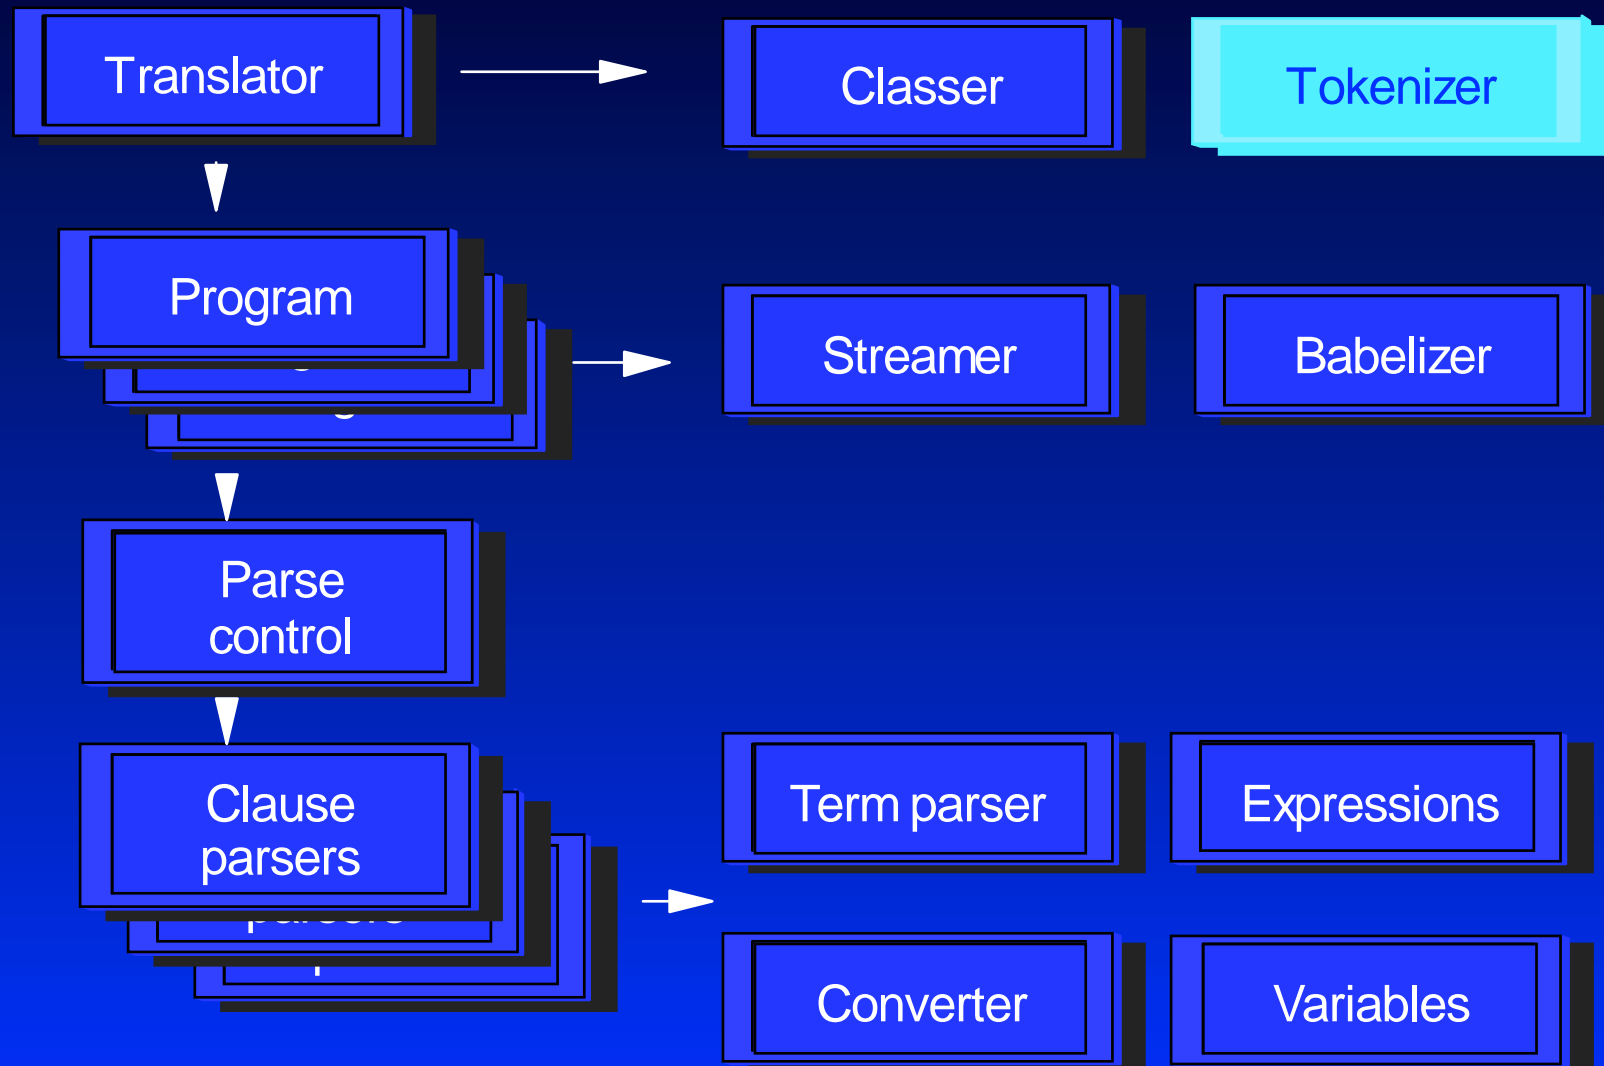 Translator
Classer
Tokenizer
Program
Streamer
Babelizer
Parse
control
Clause
parsers
Term parser
Expressions
Converter
Variables